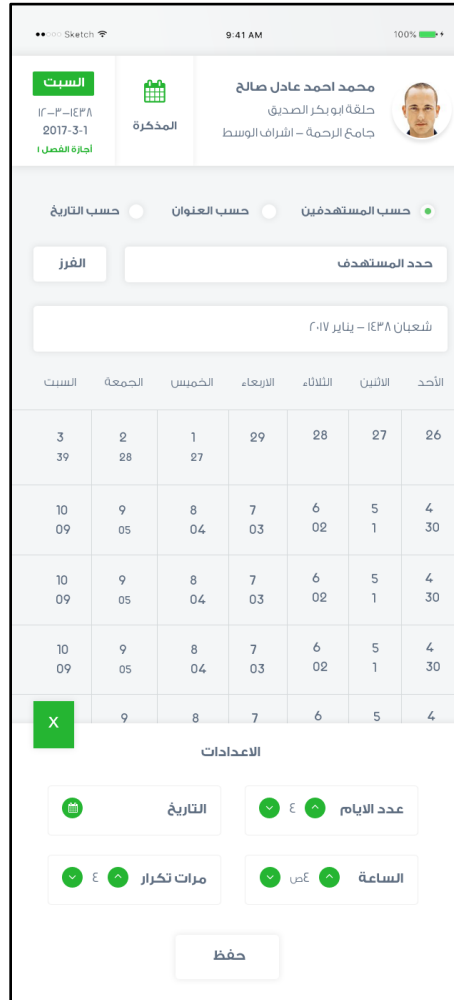 Sketch
9:41 AM
100%
محمد احمد عادل صالح
حلقة ابو بكر الصديق
جامع الرحمة – اشراف الوسط
المذكرة
السبت
١٤٣٨-٣-١٢
2017-3-1
أجازة الفصل ١
حسب المستهدفين
حسب العنوان
حسب التاريخ
حدد المستهدف
الفرز
شعبان ١٤٣٨ – يناير ٢٠١٧
الأحد الاثنين الثلاثاء الاربعاء الخميس الجمعة السبت
26 27 28 29 1 2 3
27 28 39
4 5 6 7 8 9 10
30 1 02 03 04 05 09
4 5 6 7 8 9 10
30 1 02 03 04 05 09
4 5 6 7 8 9 10
30 1 02 03 04 05 09
4 5 6 7 8 9
X
الاعدادات
عدد الايام ٤
التاريخ
الساعة ٤ص
مرات تكرار ٤
حفظ